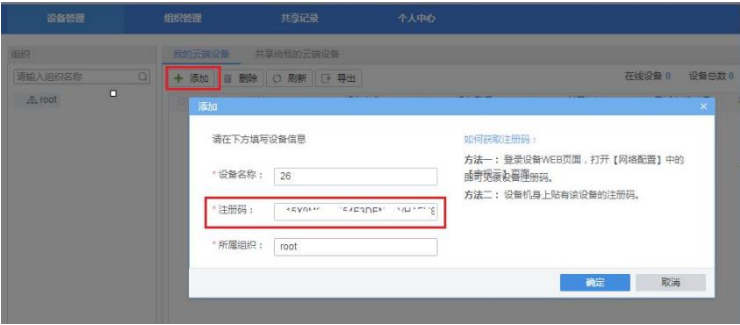 设备管理 组织管理 共享记录 个人中心
组织 我的云端设备 共享给我的云端设备
请输入组织名称 添加 删除 刷新 导出 在线设备 0 设备总数 0
root
添加
请在下方填写设备信息 如何获取注册码：
方法一： 登录设备WEB页面，打开【网络配置】中的
*设备名称： 26
方法二： 设备机身上贴有该设备的注册码。
*注册码：
*所属组织： root
确定 取消